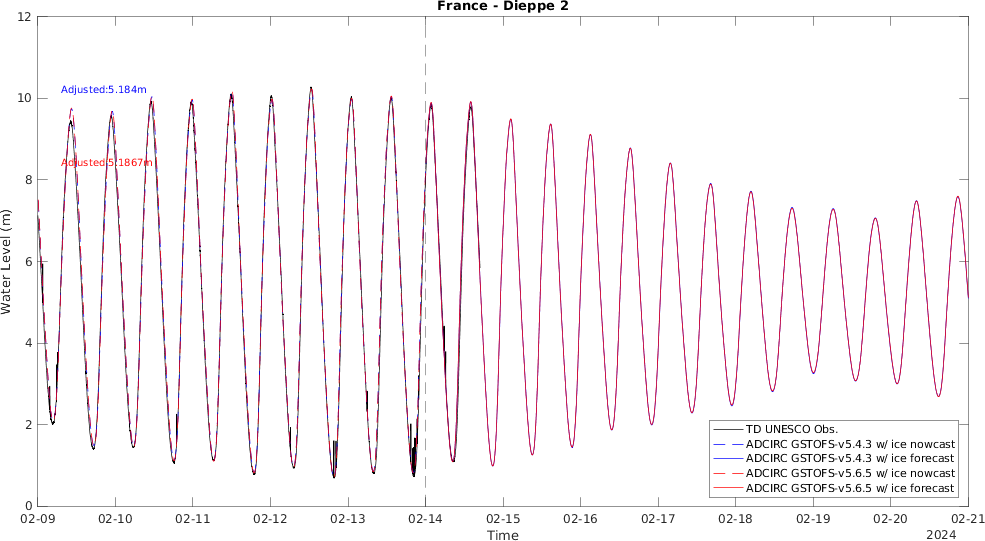 France - Dieppe 2
12
10
8
6
4
2
0
Water Level (m)
Adjusted:5.184m
Adjusted:5.1867m
TD UNESCO Obs.
ADCIRC GSTOFS-v5.4.3 w/ ice nowcast
ADCIRC GSTOFS-v5.4.3 w/ ice forecast
ADCIRC GSTOFS-v5.6.5 w/ ice nowcast
ADCIRC GSTOFS-v5.6.5 w/ ice forecast
02-09 02-10 02-11 02-12 02-13 02-14 02-15 02-16 02-17 02-18 02-19 02-20 02-21
Time
2024